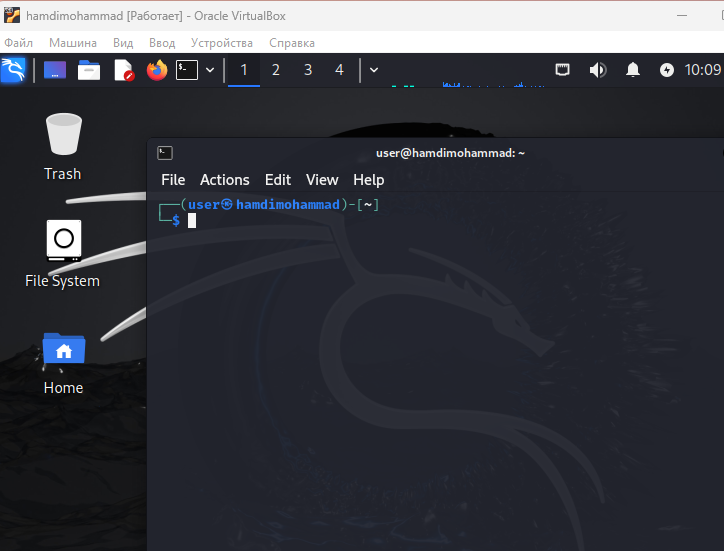 hamdimohammad [Работает] - Oracle VirtualBox
Файл Машина Вид Ввод Устройства Справка
1 2 3 4 10:09
user@hamdimohammad: ~
File Actions Edit View Help
┌──(user㉿hamdimohammad)-[~]
└─$
Trash
File System
Home